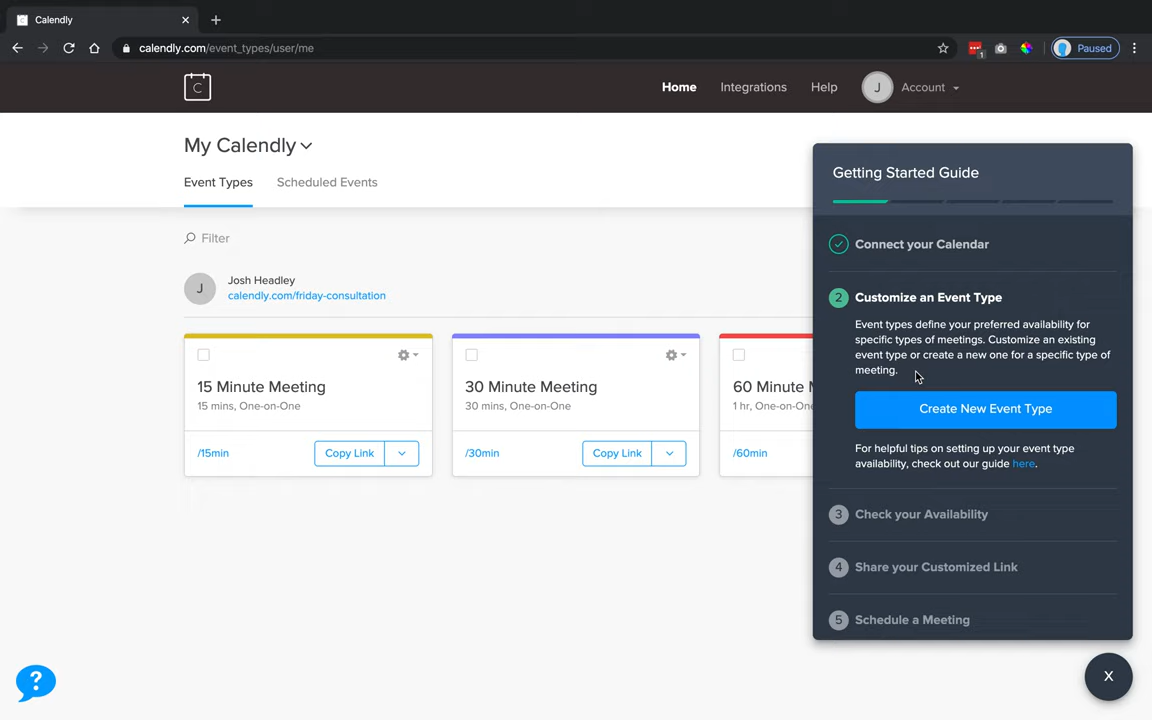 Calendly
calendly.com/event_types/user/me
1
Paused
C
Home
Integrations
Help
J
Account
My Calendly
Event Types
Scheduled Events
Filter
J
Josh Headley
calendly.com/friday-consultation
15 Minute Meeting
15 mins, One-on-One
/15min
Copy Link
30 Minute Meeting
30 mins, One-on-One
/30min
Copy Link
60 Minute
1 hr, One-on-On
/60min
Getting Started Guide
Connect your Calendar
2 Customize an Event Type
Event types define your preferred availability for
specific types of meetings. Customize an existing
event type or create a new one for a specific type of
meeting.
Create New Event Type
For helpful tips on setting up your event type
availability, check out our guide here.
3 Check your Availability
4 Share your Customized Link
5 Schedule a Meeting
?
X